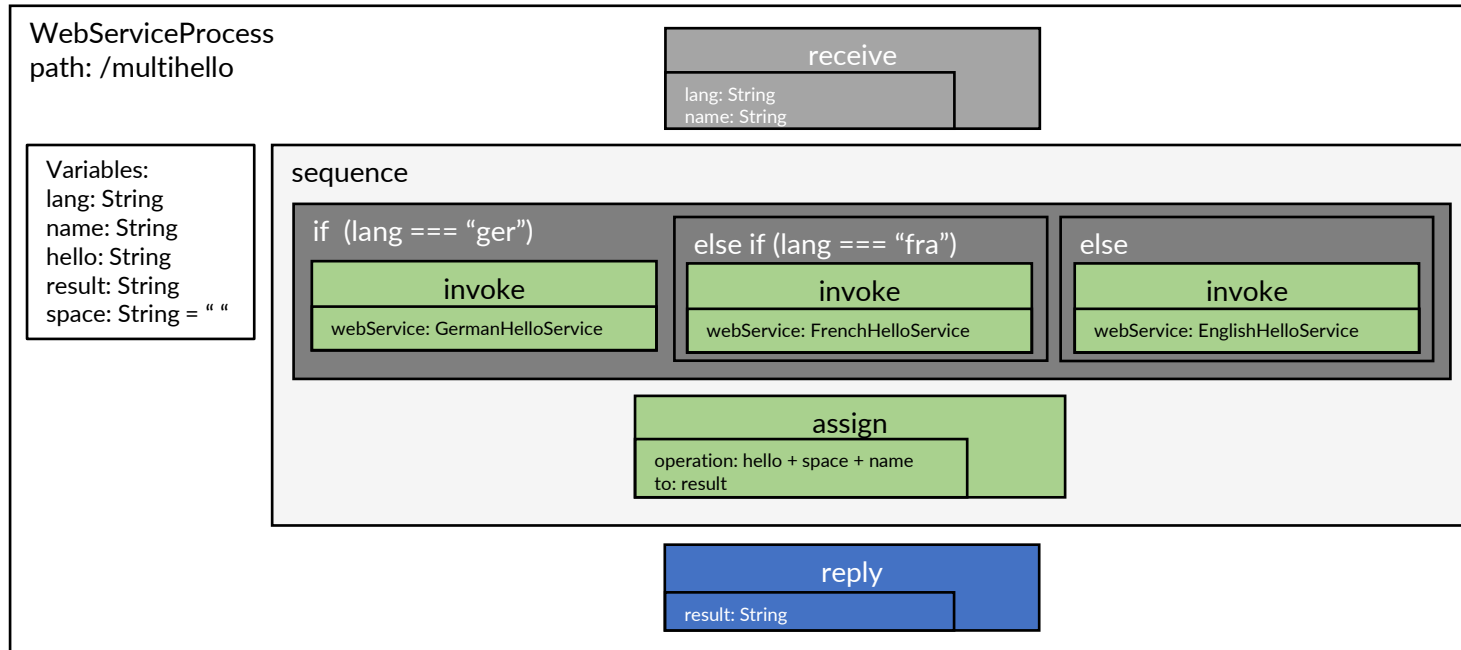 WebServiceProcess
path: /multihello
receive
lang: String
name: String
Variables:
lang: String
name: String
hello: String
result: String
space: String = “ “
sequence
if  (lang === “ger”)
invoke
webService: GermanHelloService
else if (lang === “fra”)
invoke
webService: FrenchHelloService
else
invoke
webService: EnglishHelloService
assign
operation: hello + space + name
to: result
reply
result: String